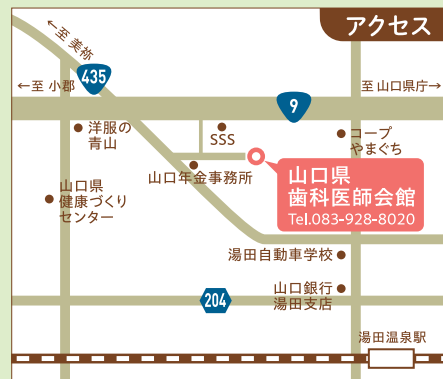 アクセス
←至 美祢
435
←至 小郡
9
至 山口県庁→
洋服の
青山
SSS
コープ
やまぐち
山口年金事務所
山口県
歯科医師会館
Tel.083-928-8020
山口県
健康づくり
センター
湯田自動車学校
山口銀行
湯田支店
204
湯田温泉駅